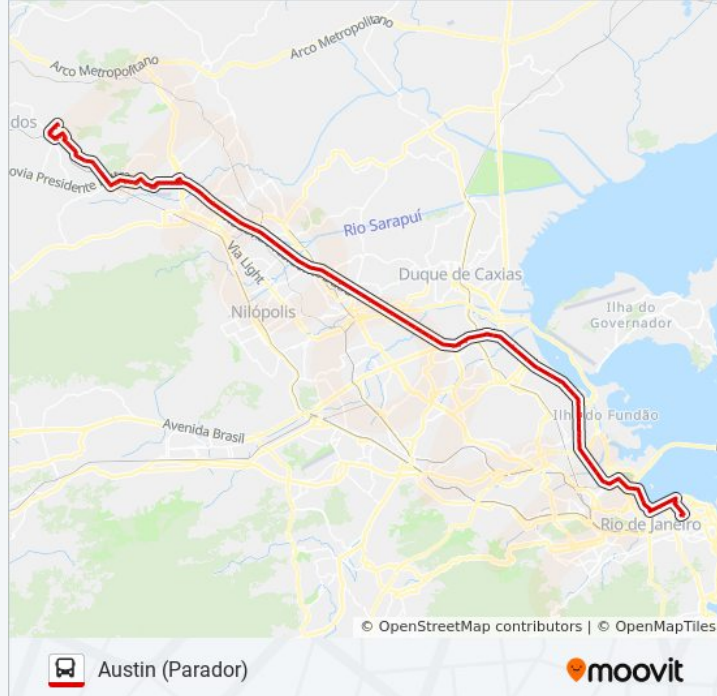 Arco Metropolitano
Arco Metropolitano
dos
ovia Presidente
Rio Sarapuí
Via Light
Duque de Caxias
Nilópolis
Ilha do
Governador
Avenida Brasil
Ilha do Fundão
Rio de Janeiro
© OpenStreetMap contributors | © OpenMapTiles
Austin (Parador)
moovit